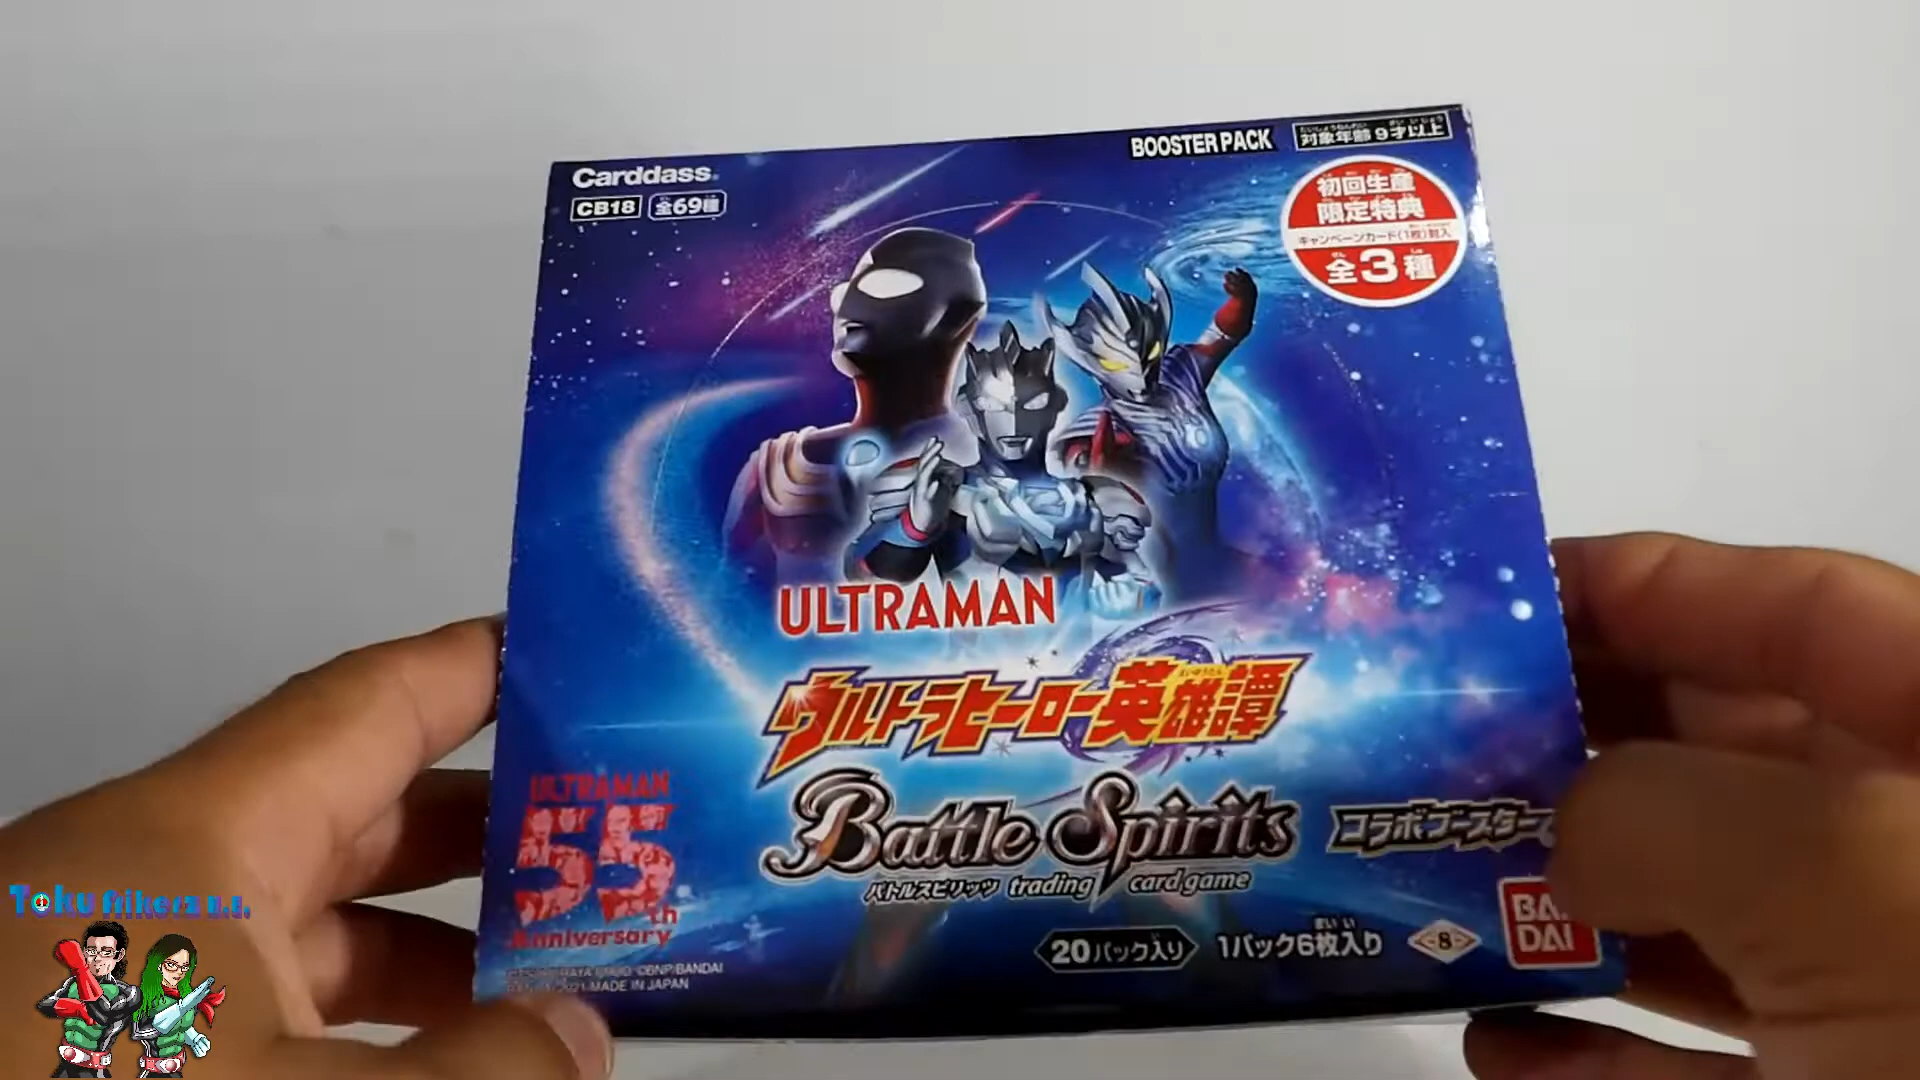 BOOSTER PACK
対象年齢9才以上
Carddass
CB18
全69種
初回生産
限定特典
キャンペーンカード(1枚)封入
全3種
ULTRAMAN
ウルトラヒーロー英雄譚
Battle Spirits
コラボブースター
バトルスピリッツ trading card game
ULTRAMAN
55th
Anniversary
20パック入り
1パック6枚入り
8
BAN
DAI
©BNP,BANDAI
MADE IN JAPAN
Toku frikerz